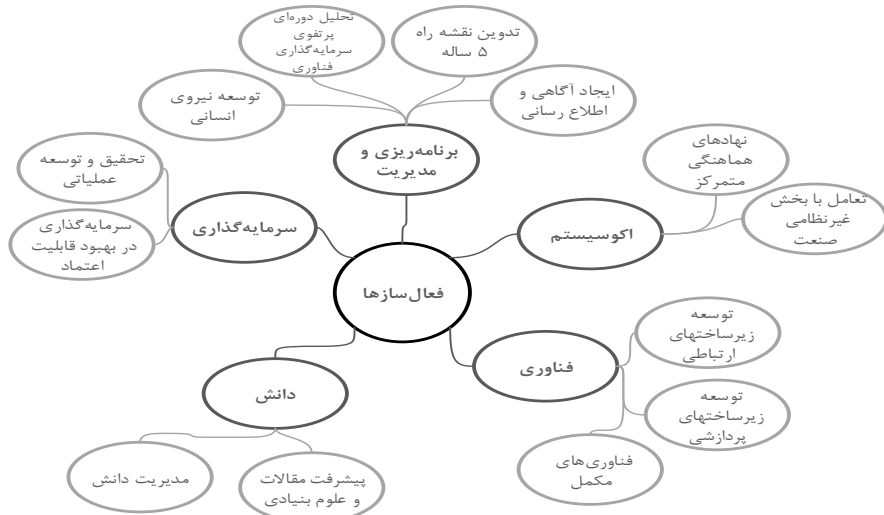 تحلیل دوره‌ای
پرتفوی
سرمایه‌گذاری
فناوری
تدوین نقشه راه
۵ ساله
توسعه نیروی
انسانی
ایجاد آگاهی و
اطلاع رسانی
برنامه‌ریزی و
مدیریت
نهادهای
هماهنگی
متمرکز
تعامل با بخش
غیرنظامی
صنعت
اکوسیستم
تحقیق و توسعه
عملیاتی
سرمایه‌گذاری
در بهبود قابلیت
اعتماد
سرمایه‌گذاری
فعال‌سازها
فناوری
توسعه
زیرساختهای
ارتباطی
توسعه
زیرساختهای
پردازشی
فناوری‌های
مکمل
دانش
پیشرفت مقالات
و علوم بنیادی
مدیریت دانش